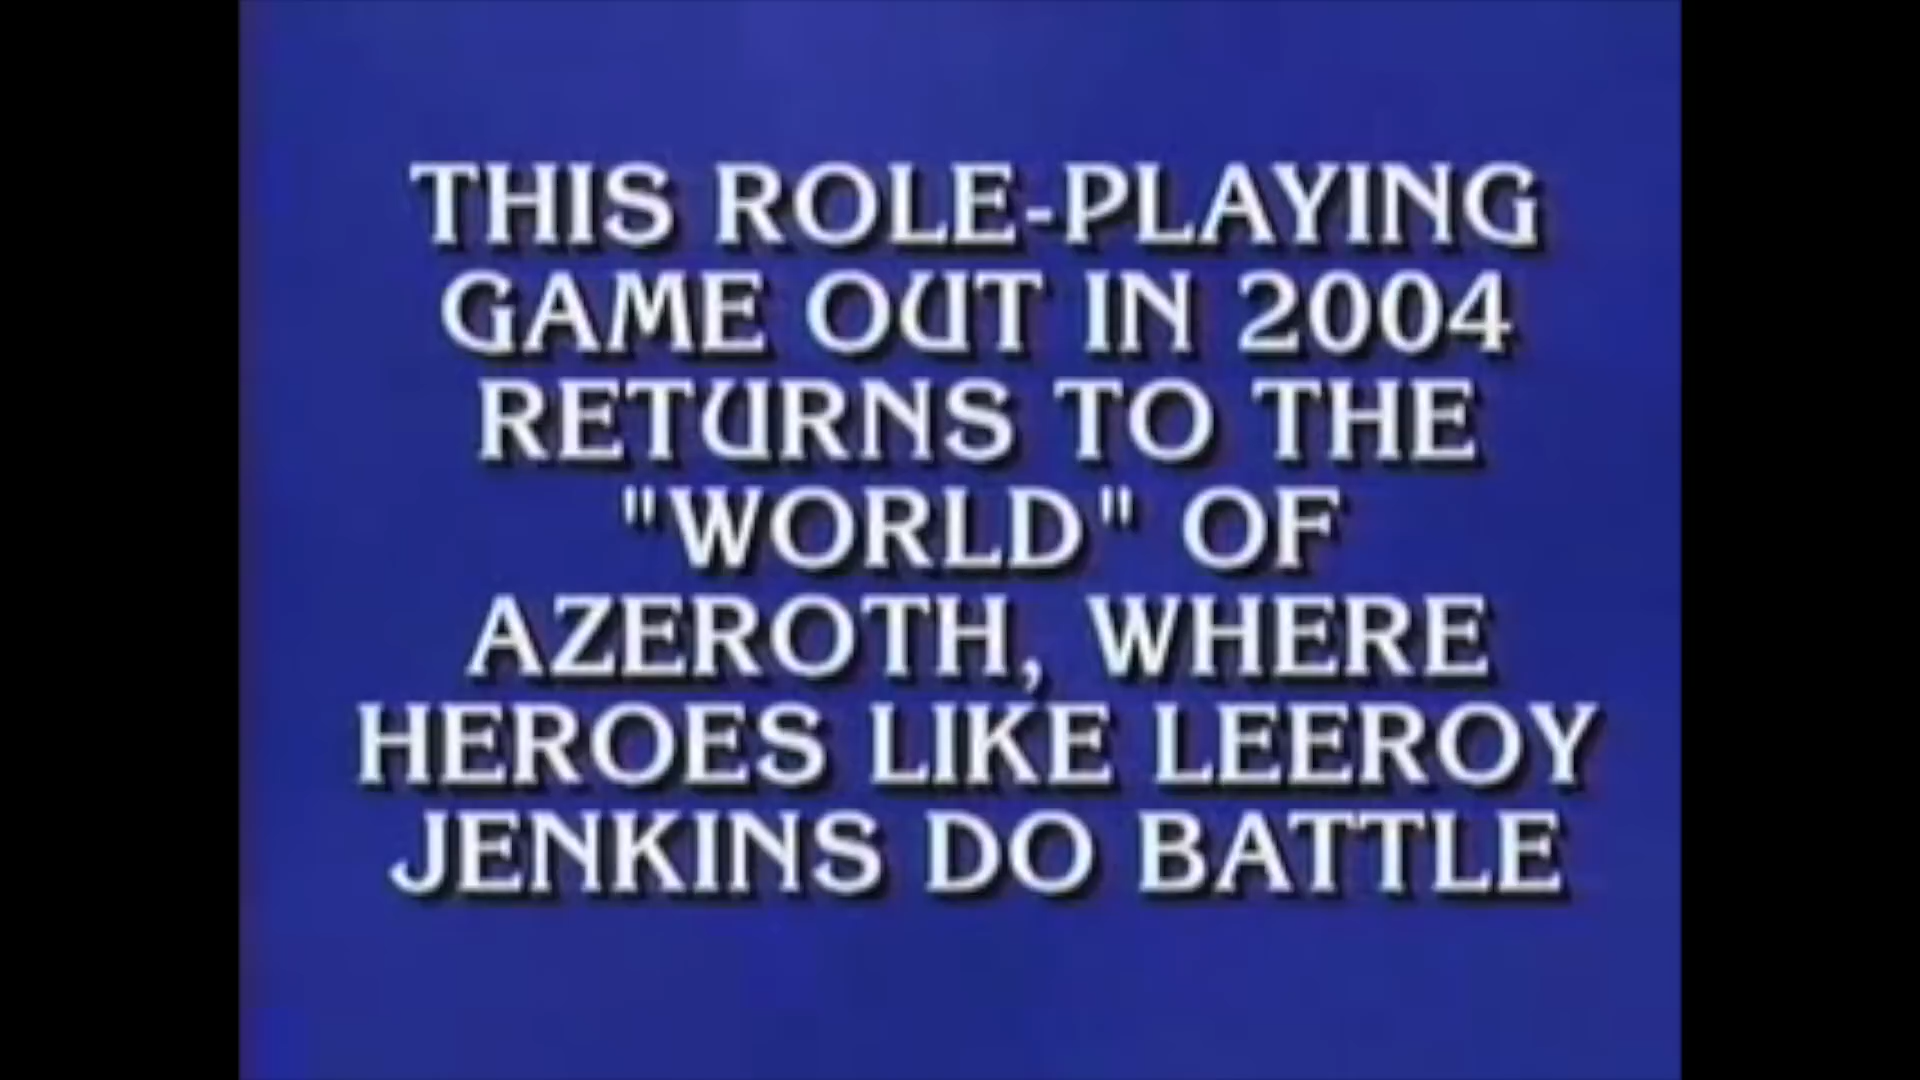 THIS ROLE-PLAYING
GAME OUT IN 2004
RETURNS TO THE
"WORLD" OF
AZEROTH, WHERE
HEROES LIKE LEEROY
JENKINS DO BATTLE